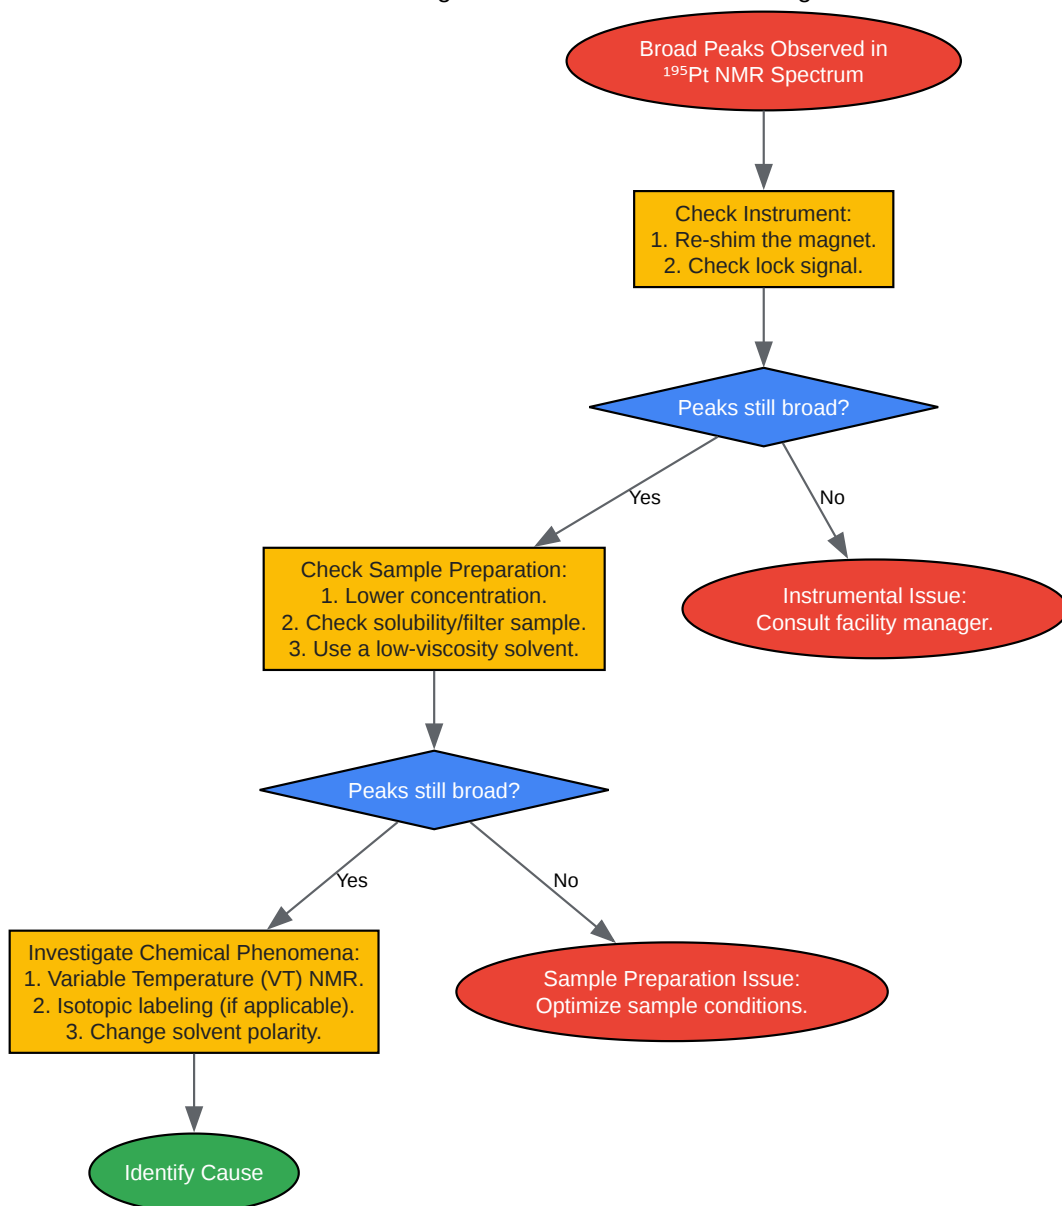 Broad Peaks Observed in
¹⁹⁵Pt NMR Spectrum
Check Instrument:
1. Re-shim the magnet.
2. Check lock signal.
Peaks still broad?
Yes
No
Check Sample Preparation:
1. Lower concentration.
2. Check solubility/filter sample.
3. Use a low-viscosity solvent.
Instrumental Issue:
Consult facility manager.
Peaks still broad?
Yes
No
Investigate Chemical Phenomena:
1. Variable Temperature (VT) NMR.
2. Isotopic labeling (if applicable).
3. Change solvent polarity.
Sample Preparation Issue:
Optimize sample conditions.
Identify Cause